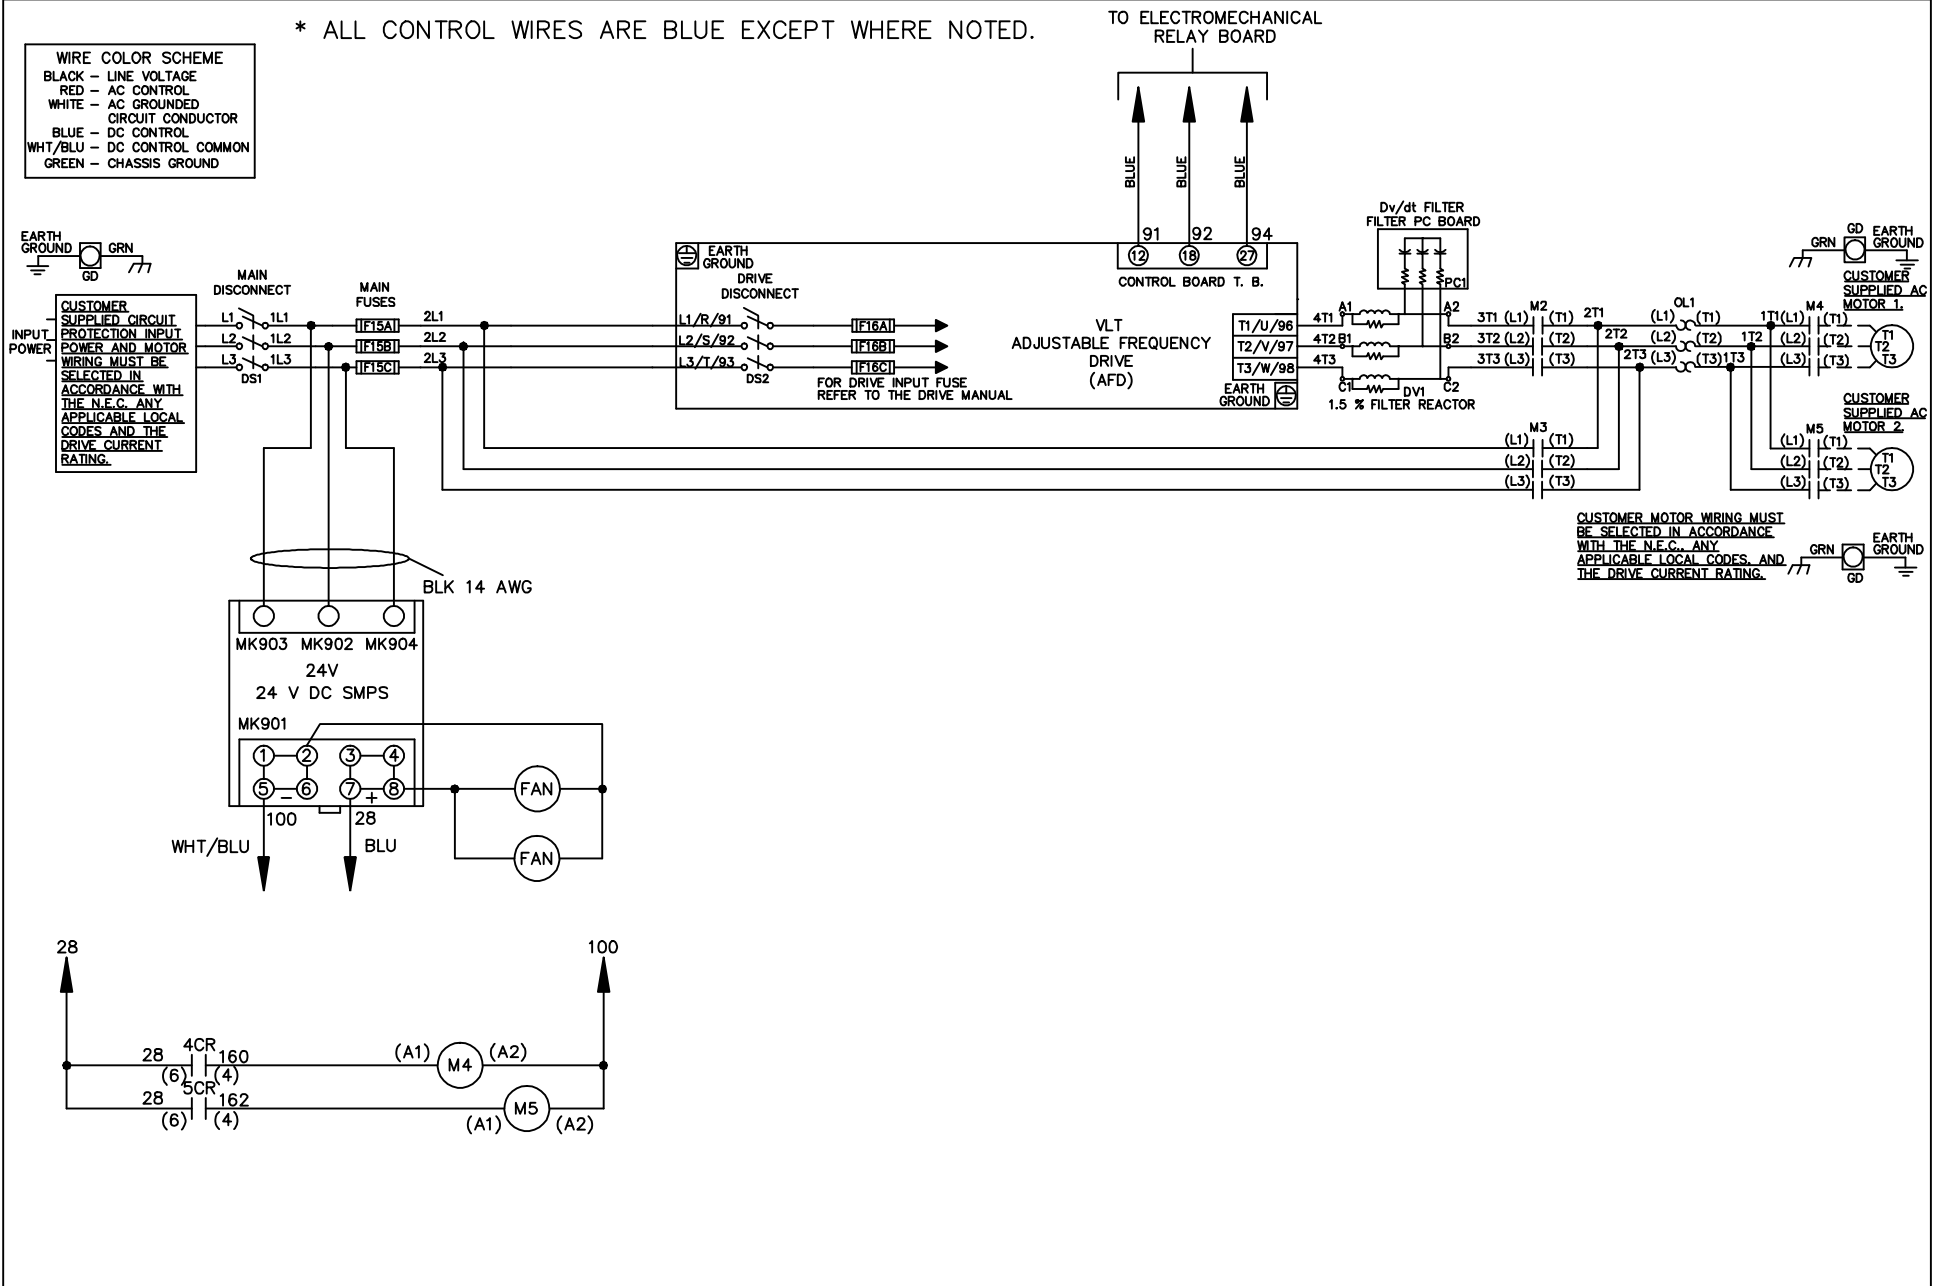 * ALL CONTROL WIRES ARE BLUE EXCEPT WHERE NOTED.
TO ELECTROMECHANICAL
RELAY BOARD
WIRE COLOR SCHEME
BLACK – LINE VOLTAGE
RED – AC CONTROL
WHITE – AC GROUNDED
CIRCUIT CONDUCTOR
BLUE – DC CONTROL
WHT/BLU – DC CONTROL COMMON
GREEN – CHASSIS GROUND
BLUE
BLUE
BLUE
91 92 94
12 18 27
CONTROL BOARD T. B.
EARTH
GROUND
GRN
GD
INPUT
POWER
CUSTOMER
SUPPLIED CIRCUIT
PROTECTION INPUT
POWER AND MOTOR
WIRING MUST BE
SELECTED IN
ACCORDANCE WITH
THE N.E.C. ANY
APPLICABLE LOCAL
CODES AND THE
DRIVE CURRENT
RATING.
MAIN
DISCONNECT
L1 1L1
L2 1L2
L3 1L3
DS1
MAIN
FUSES
F15A
F15B
F15C
2L1
2L2
2L3
EARTH
GROUND
DRIVE
DISCONNECT
L1/R/91
L2/S/92
L3/T/93
DS2
F16A
F16B
F16C
FOR DRIVE INPUT FUSE
REFER TO THE DRIVE MANUAL
VLT
ADJUSTABLE FREQUENCY
DRIVE
(AFD)
T1/U/96
T2/V/97
T3/W/98
EARTH
GROUND
4T1
4T2
4T3
Dv/dt FILTER
FILTER PC BOARD
PC1
A1 A2
B1 B2
C1 C2
DV1
1.5 % FILTER REACTOR
M2
3T1 (L1) (T1) 2T1
3T2 (L2) (T2) 2T2
3T3 (L3) (T3) 2T3
OL1
(L1) (T1) 1T1
(L2) (T2) 1T2
(L3) (T3) 1T3
M4
(L1) (T1)
(L2) (T2)
(L3) (T3)
T1
T2
T3
GRN
GD
EARTH
GROUND
CUSTOMER
SUPPLIED AC
MOTOR 1.
M3
(L1) (T1)
(L2) (T2)
(L3) (T3)
CUSTOMER
SUPPLIED AC
MOTOR 2.
M5
(L1) (T1)
(L2) (T2)
(L3) (T3)
T1
T2
T3
CUSTOMER MOTOR WIRING MUST
BE SELECTED IN ACCORDANCE
WITH THE N.E.C.. ANY
APPLICABLE LOCAL CODES. AND
THE DRIVE CURRENT RATING.
GRN
GD
EARTH
GROUND
BLK 14 AWG
MK903 MK902 MK904
24V
24 V DC SMPS
MK901
1 2 3 4
5 – 6 7 + 8
100 28
WHT/BLU BLU
FAN
FAN
28 100
4CR
28 160
(6) (4)
(A1) M4 (A2)
5CR
28 162
(6) (4)
(A1) M5 (A2)